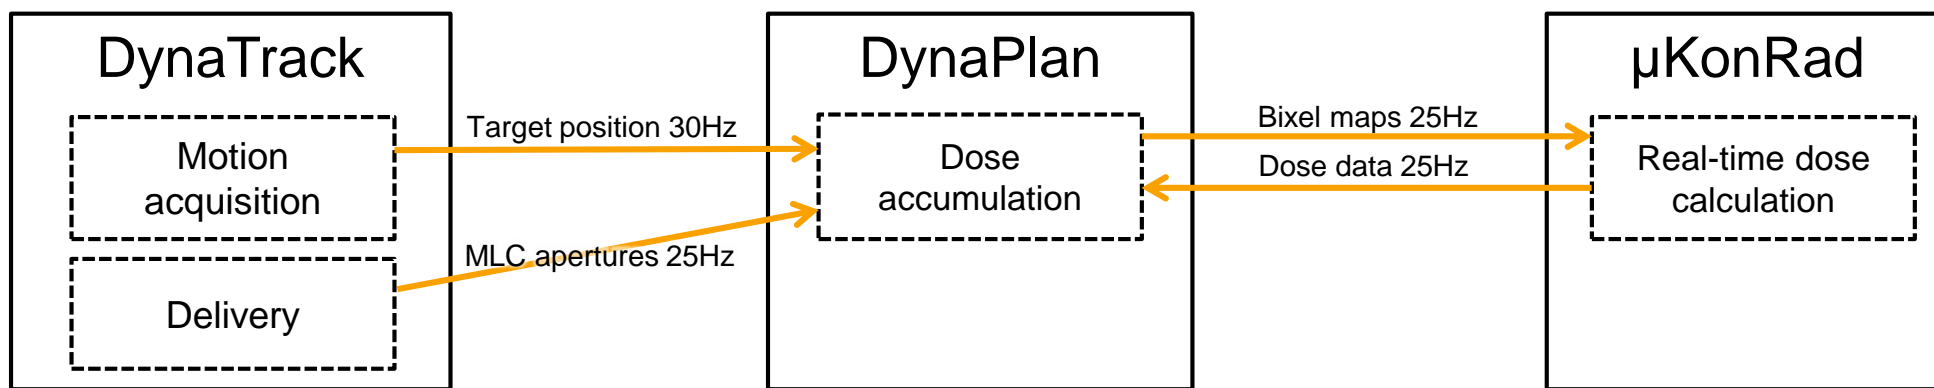 DynaTrack
Motion
acquisition
Delivery
Target position 30Hz
MLC apertures 25Hz
DynaPlan
Dose
accumulation
Bixel maps 25Hz
Dose data 25Hz
µKonRad
Real-time dose
calculation